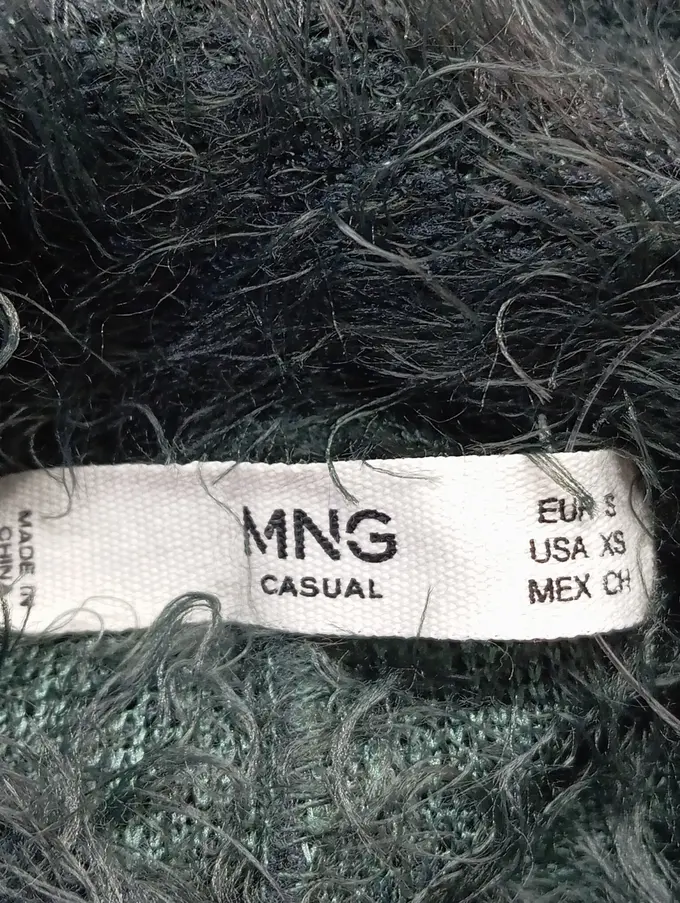 MADE IN
CHINA
MNG
CASUAL
EUR S
USA XS
MEX CH